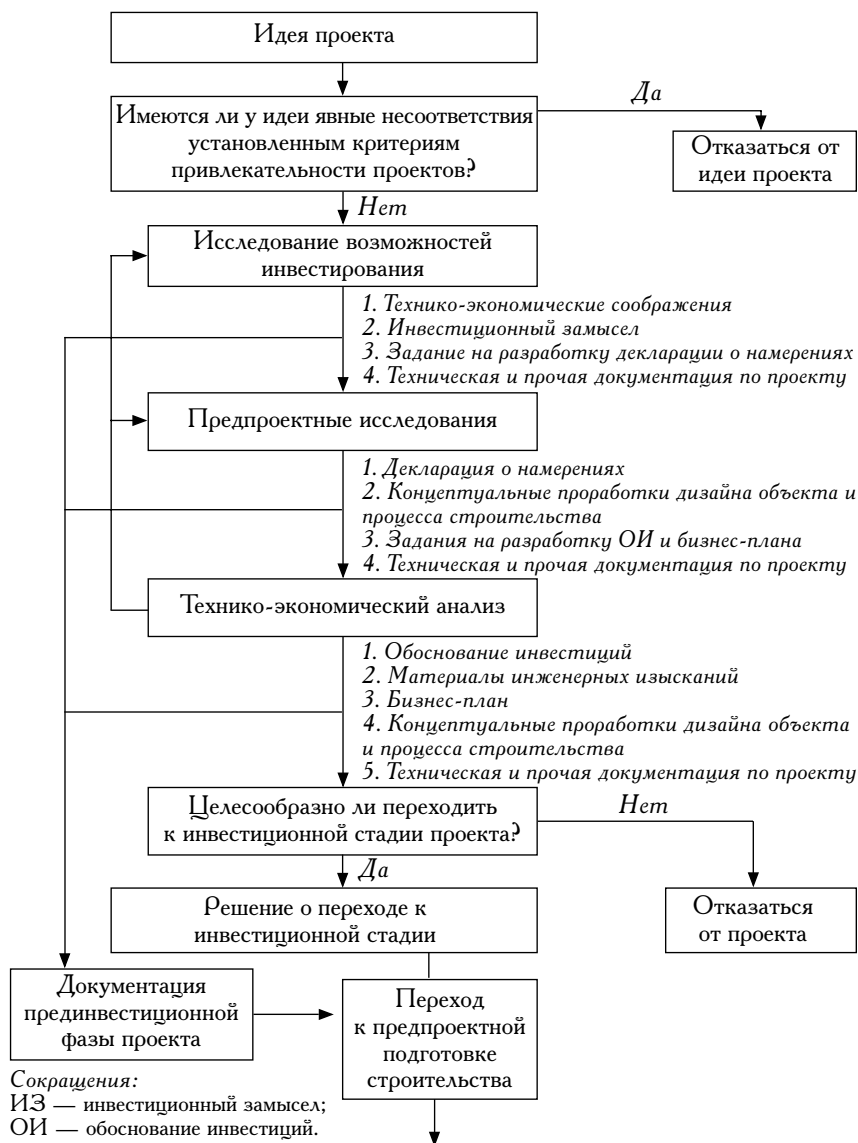 Идея проекта
Имеются ли у идеи явные несоответствия
установленным критериям
привлекательности проектов?
Да
Отказаться от
идеи проекта
Нет
Исследование возможностей
инвестирования
1. Технико-экономические соображения
2. Инвестиционный замысел
3. Задание на разработку декларации о намерениях
4. Техническая и прочая документация по проекту
Предпроектные исследования
1. Декларация о намерениях
2. Концептуальные проработки дизайна объекта и
процесса строительства
3. Задания на разработку ОИ и бизнес-плана
4. Техническая и прочая документация по проекту
Технико-экономический анализ
1. Обоснование инвестиций
2. Материалы инженерных изысканий
3. Бизнес-план
4. Концептуальные проработки дизайна объекта
и процесса строительства
5. Техническая и прочая документация по проекту
Целесообразно ли переходить
к инвестиционной стадии проекта?
Нет
Да
Решение о переходе к
инвестиционной стадии
Отказаться
от проекта
Документация
прединвестиционной
фазы проекта
Переход
к предпроектной
подготовке
строительства
Сокращения:
ИЗ — инвестиционный замысел;
ОИ — обоснование инвестиций.